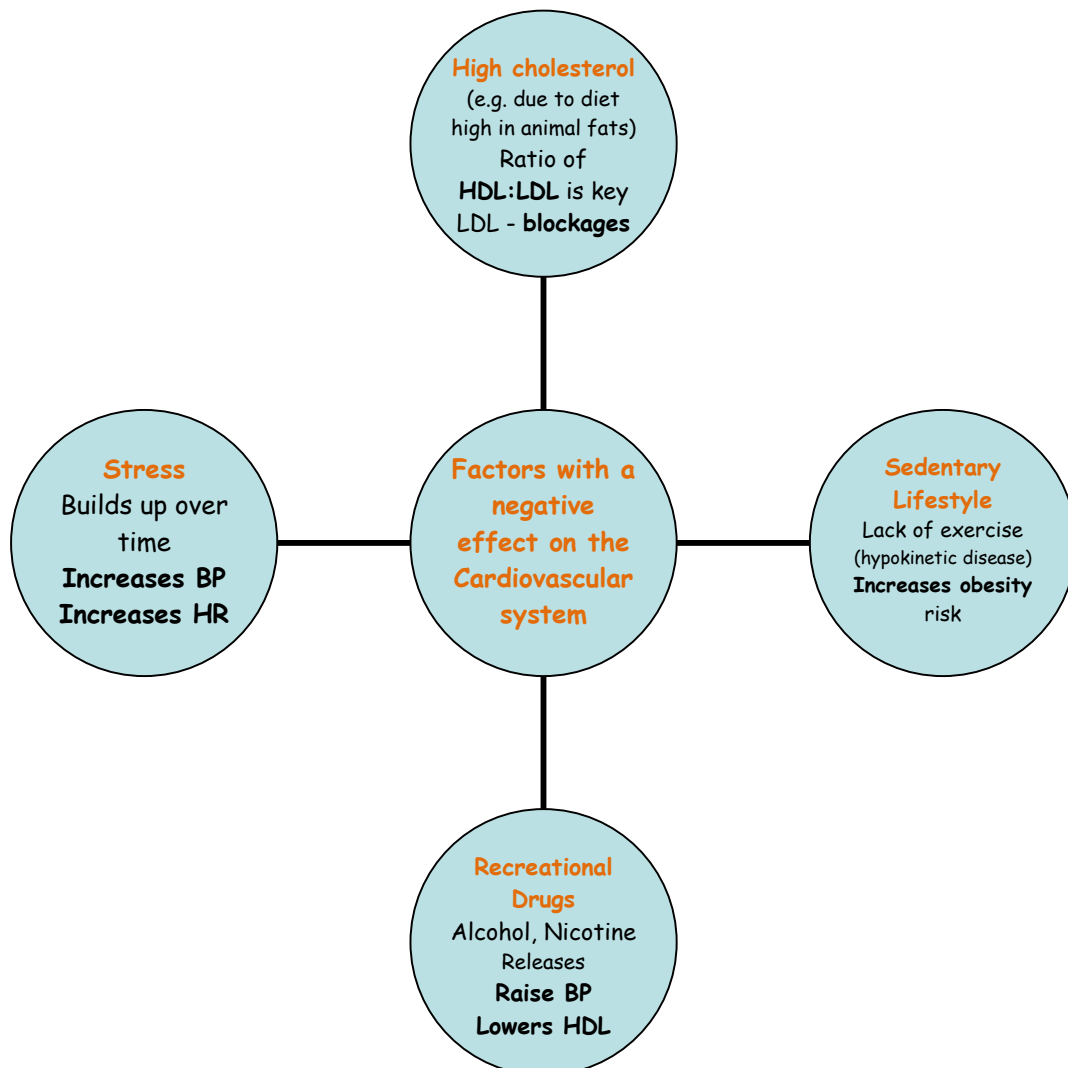 High cholesterol
(e.g. due to diet
high in animal fats)
Ratio of
HDL:LDL is key
LDL - blockages
Stress
Builds up over
time
Increases BP
Increases HR
Factors with a
negative
effect on the
Cardiovascular
system
Sedentary
Lifestyle
Lack of exercise
(hypokinetic disease)
Increases obesity
risk
Recreational
Drugs
Alcohol, Nicotine
Releases
Raise BP
Lowers HDL